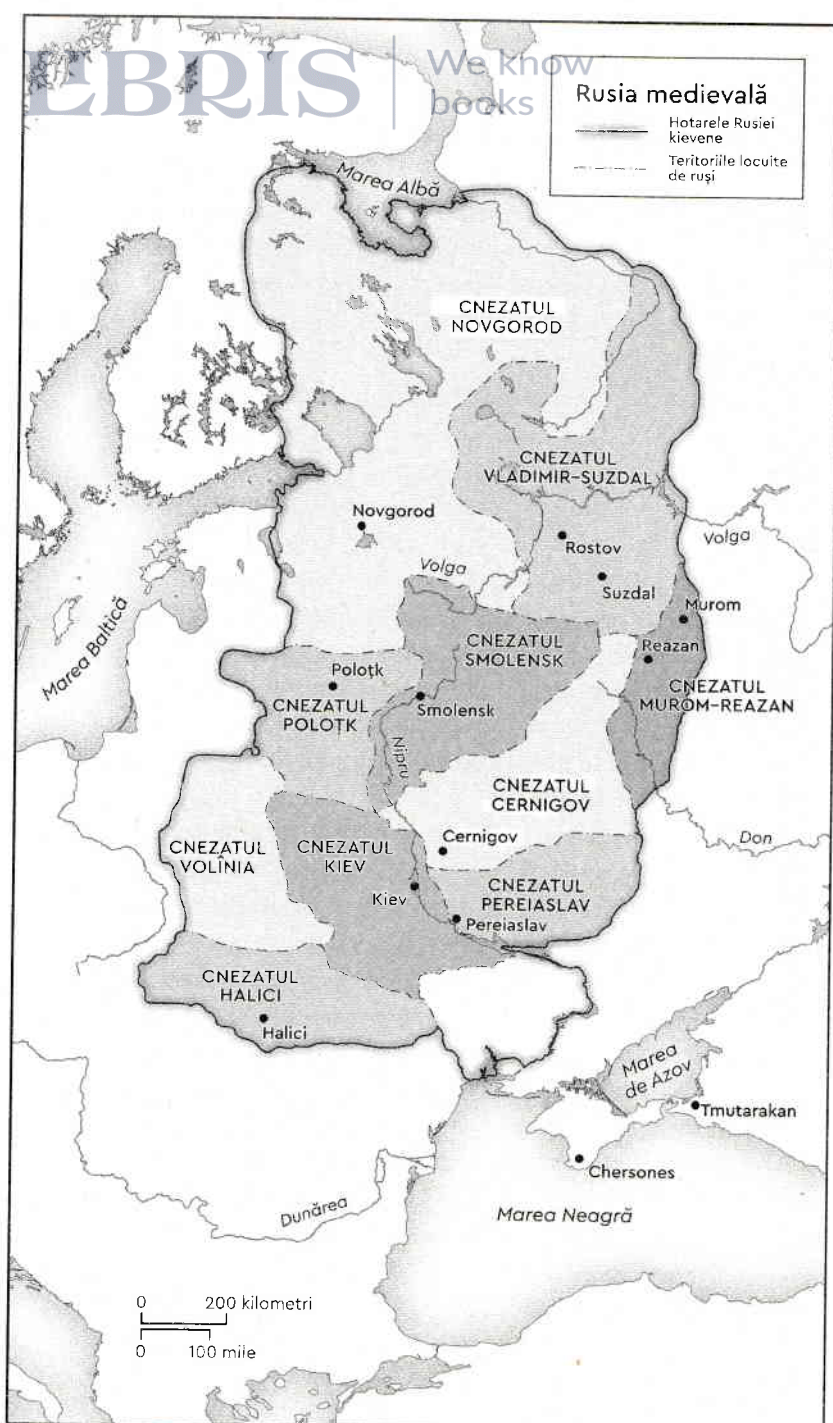 LIBRIS
We know
books
Rusia medievală
Hotarele Rusiei
kievene
Teritoriile locuite
de ruși
Marea Albă
CNEZATUL
NOVGOROD
CNEZATUL
VLADIMIR-SUZDAL
Novgorod
Rostov
Volga
Volga
Suzdal
Murom
Marea Baltică
CNEZATUL
SMOLENSK
Reazan
Poloțk
CNEZATUL
POLOȚK
Smolensk
CNEZATUL
MUROM-REAZAN
Nipru
CNEZATUL
CERNIGOV
Cernigov
Don
CNEZATUL
VOLÎNIA
CNEZATUL
KIEV
Kiev
CNEZATUL
PEREIASLAV
Pereiaslav
CNEZATUL
HALICI
Halici
Marea
de Azov
Tmutarakan
Chersones
Dunărea
Marea Neagră
0 200 kilometri
0 100 mile